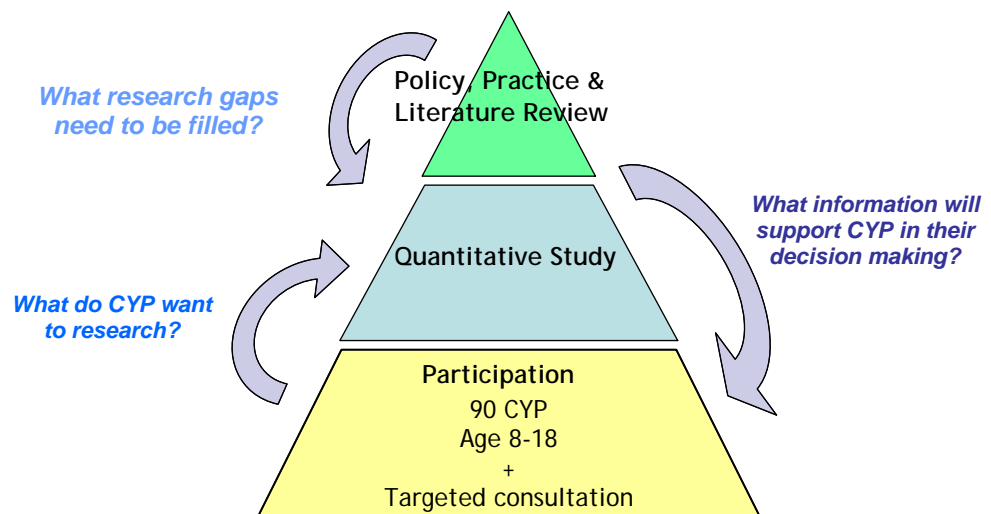 Policy, Practice &
Literature Review
What research gaps
need to be filled?
What information will
support CYP in their
decision making?
Quantitative Study
What do CYP want
to research?
Participation
90 CYP
Age 8-18
+
Targeted consultation